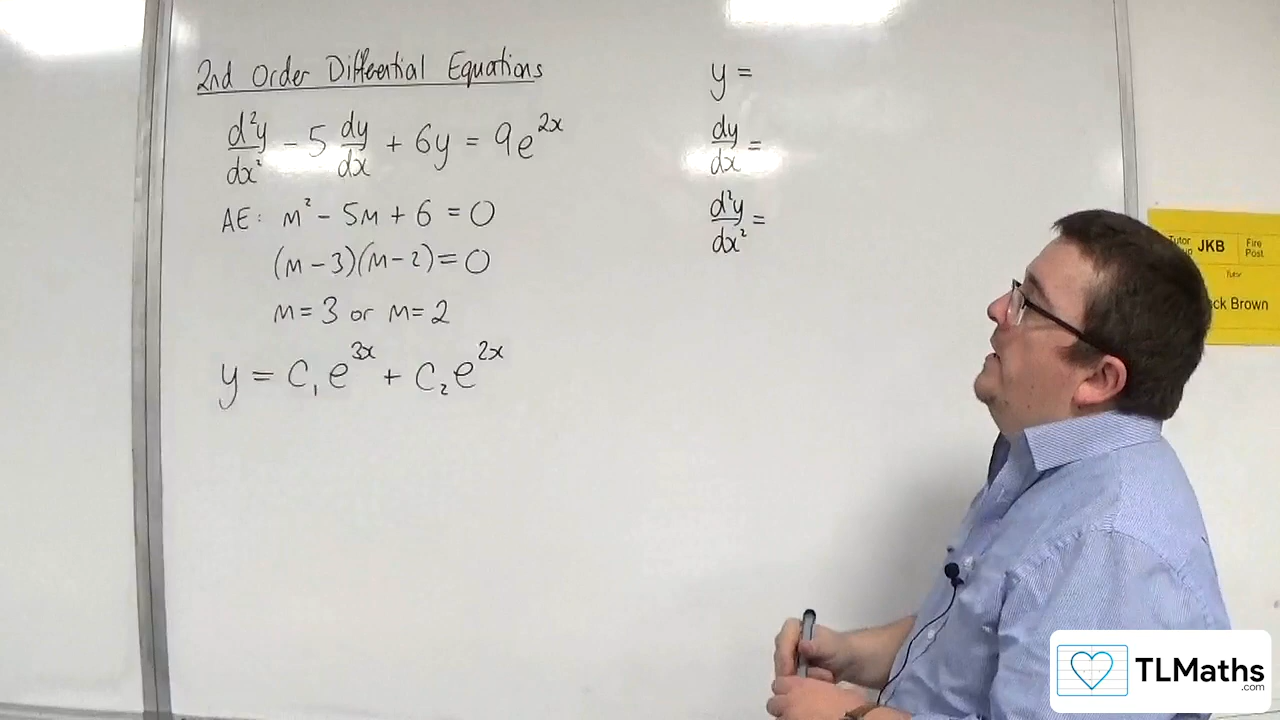 2nd Order Differential Equations
d²y/dx² - 5 dy/dx + 6y = 9e^2x
AE: m² - 5m + 6 = 0
(m - 3)(m - 2) = 0
m = 3 or m = 2
y = C₁e^3x + C₂e^2x
y =
dy/dx =
d²y/dx² =
Tutor JKB
Fire Post
Tutor
ck Brown
TLMaths
.com